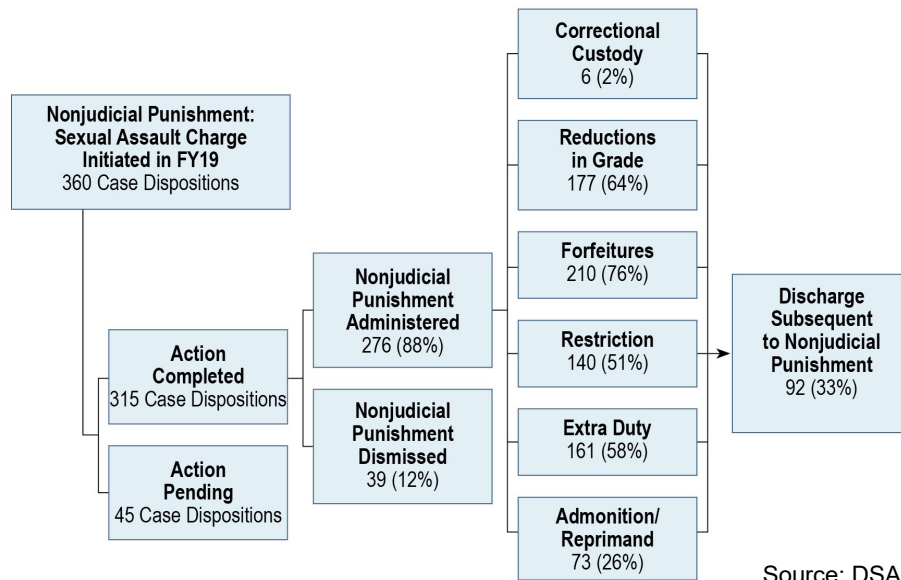 Nonjudicial Punishment:
Sexual Assault Charge
Initiated in FY19
360 Case Dispositions
Action
Completed
315 Case Dispositions
Action
Pending
45 Case Dispositions
Nonjudicial
Punishment
Administered
276 (88%)
Nonjudicial
Punishment
Dismissed
39 (12%)
Correctional
Custody
6 (2%)
Reductions
in Grade
177 (64%)
Forfeitures
210 (76%)
Restriction
140 (51%)
Extra Duty
161 (58%)
Admonition/
Reprimand
73 (26%)
Discharge
Subsequent
to Nonjudicial
Punishment
92 (33%)
Source: DSA